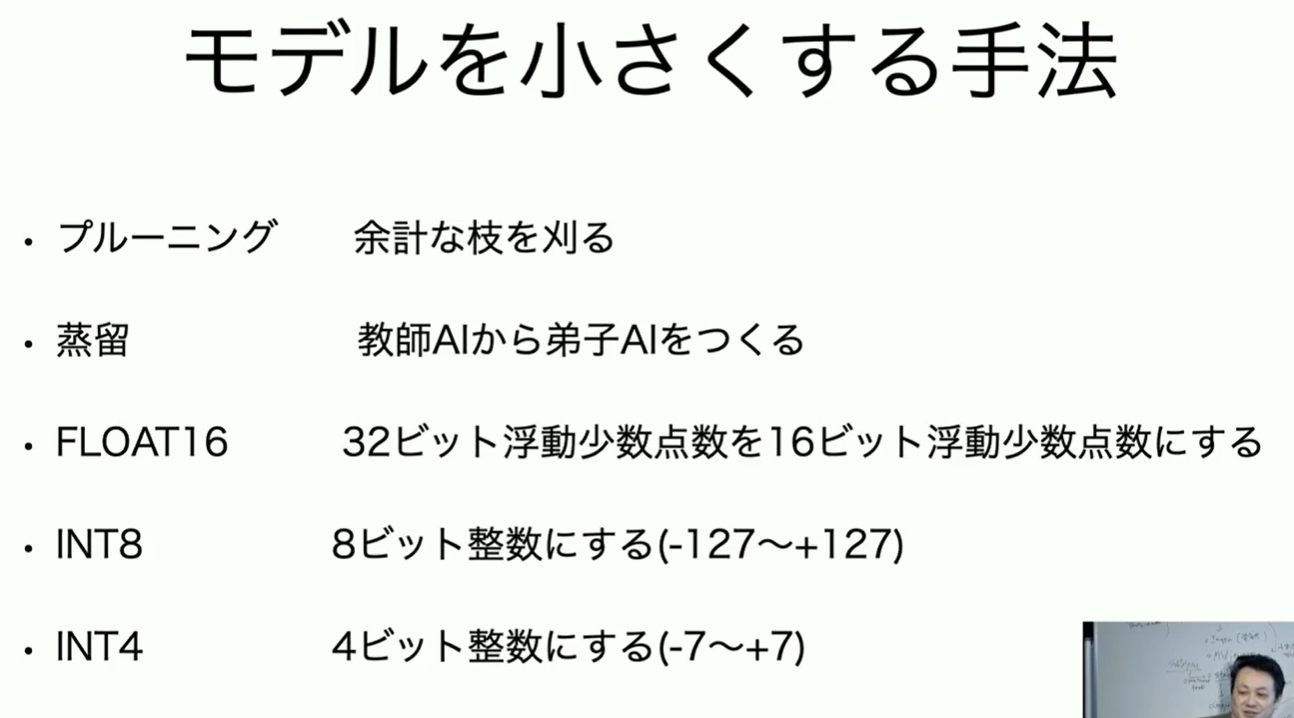 モデルを小さくする手法
・プルーニング 余計な枝を刈る
・蒸留 教師AIから弟子AIをつくる
・FLOAT16 32ビット浮動少数点数を16ビット浮動少数点数にする
・INT8 8ビット整数にする(-127〜+127)
・INT4 4ビット整数にする(-7〜+7)